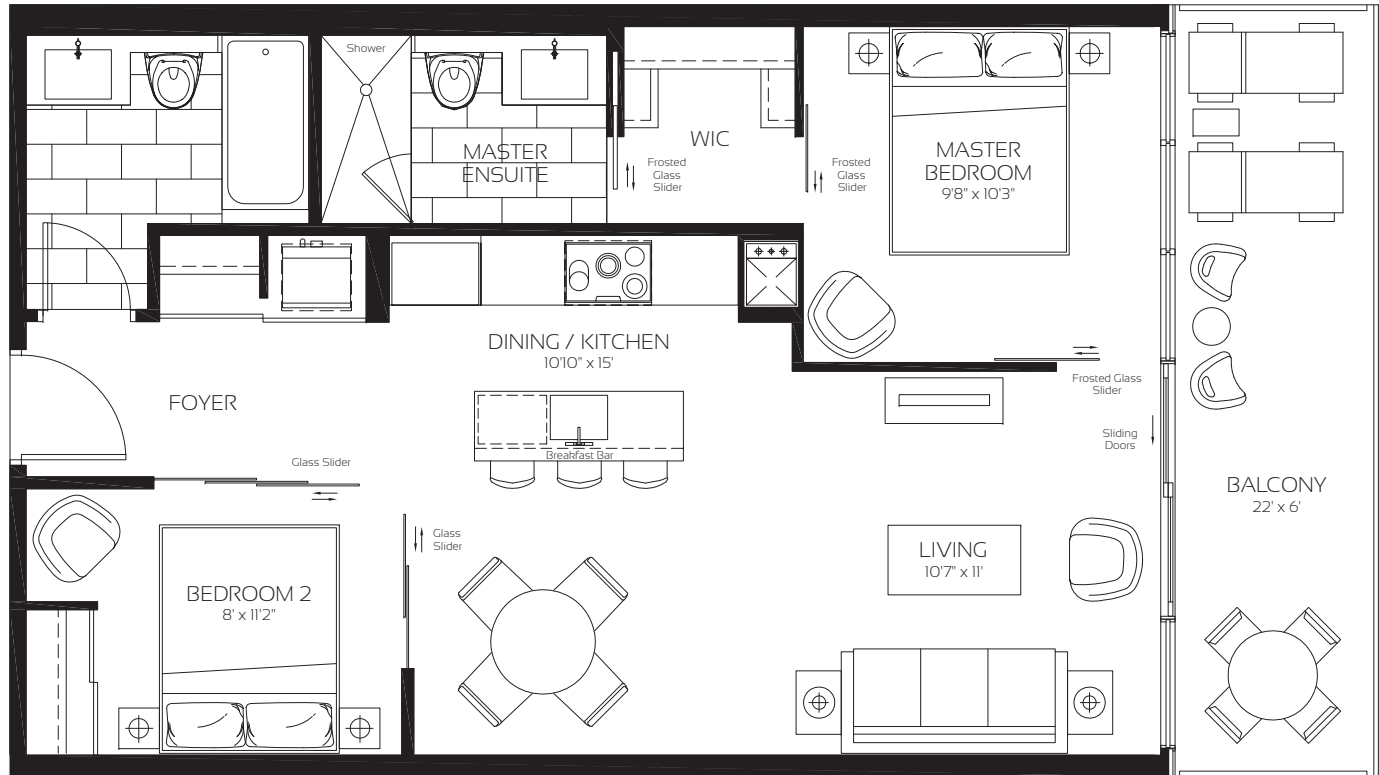 Shower
MASTER
ENSUITE
WIC
Frosted
Glass
Slider
Frosted
Glass
Slider
MASTER
BEDROOM
9'8" x 10'3"
DINING / KITCHEN
10'10" x 15'
FOYER
Breakfast Bar
Glass Slider
Glass
Slider
Frosted Glass
Slider
Sliding
Doors
BALCONY
22' x 6'
LIVING
10'7" x 11'
BEDROOM 2
8' x 11'2"